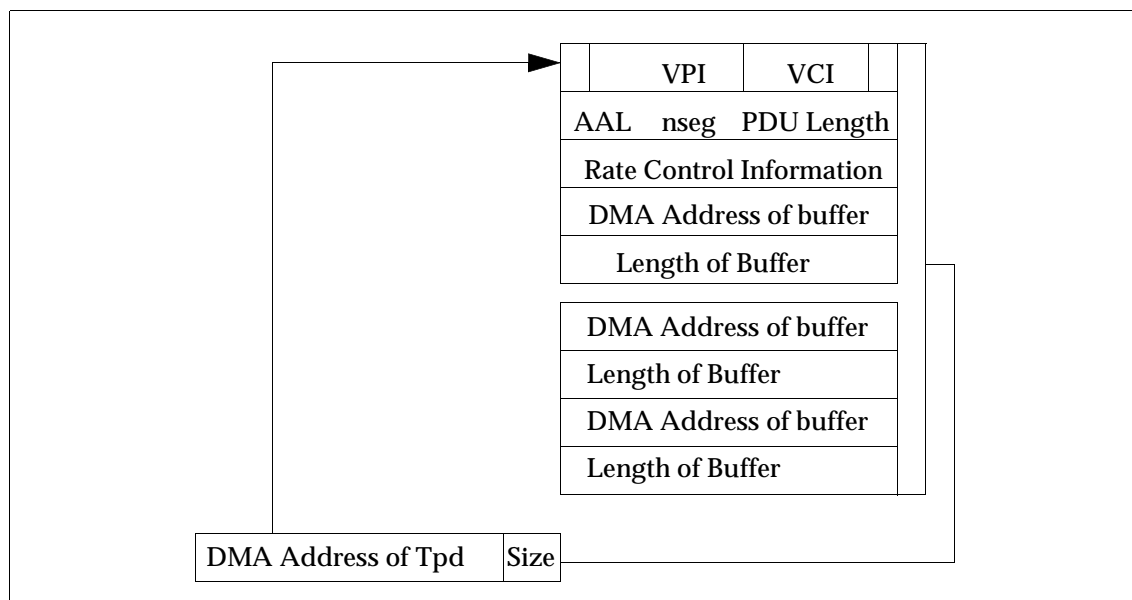 VPI VCI
AAL nseg PDU Length
Rate Control Information
DMA Address of buffer
Length of Buffer
DMA Address of buffer
Length of Buffer
DMA Address of buffer
Length of Buffer
DMA Address of Tpd Size